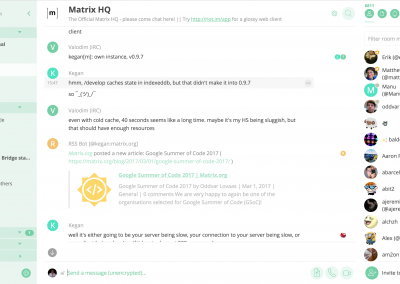 Matrix HQ
The Official Matrix HQ - please come chat here! || Try http://riot.im/app for a glossy web client
[m]
client
V Valodim (IRC)
kegan[m]: own instance, v0.9.7
K Kegan
hmm, /develop caches state in indexeddb, but that didn't make it into 0.9.7
so ¯\_(ツ)_/¯
V Valodim (IRC)
even with cold cache, 40 seconds seems like a long time. maybe it's my HS being sluggish, but
that should have enough resources
R RSS Bot [@kegan:matrix.org]
Matrix.org posted a new article: Google Summer of Code 2017 (
https://matrix.org/blog/2017/03/01/google-summer-of-code-2017/ )
Google Summer of Code 2017 | Matrix.org
Google Summer of Code 2017 by Oddvar Lovaas | Mar 1, 2017 |
General | 0 comments We are very happy to again be one of the
organisations selected for Google Summer of Code (GSoC)!
K Kegan
well it's either going to be your server being slow, your connection to your server being slow, or
Send a message (unencrypted)...
Bridge sta...
Filter room
Erik (@
Matthe
(@Mat
Manu
(@Man
oddvar
bald
Aaron
abarcel
abit2
ajeremi
(@ajer
alchzh
Alex (@
am2on
Invite to